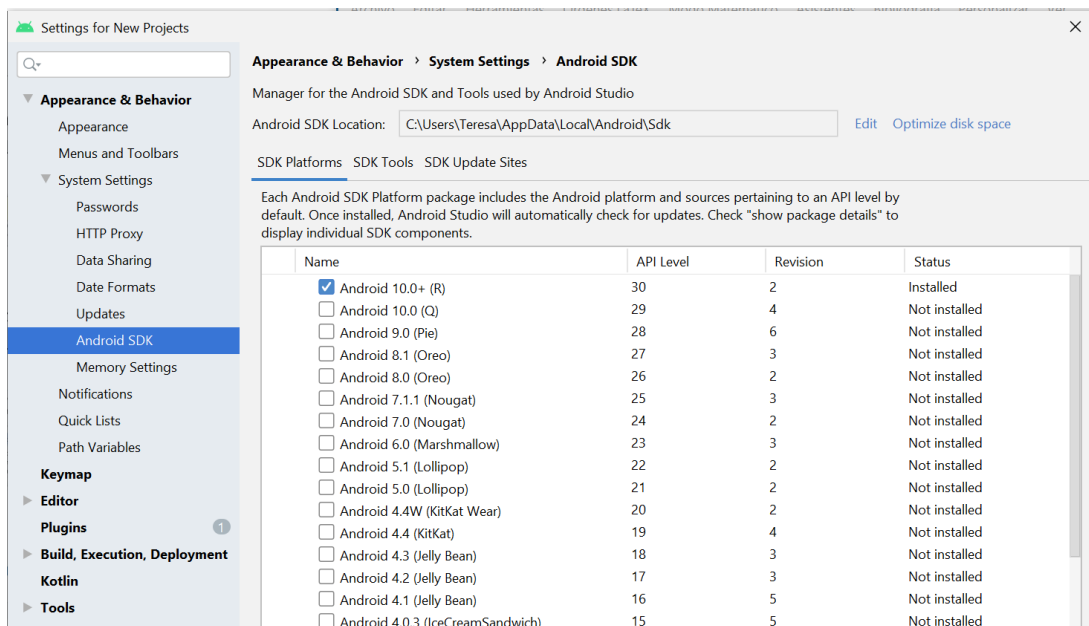 Settings for New Projects
Appearance & Behavior
Appearance
Menus and Toolbars
System Settings
Passwords
HTTP Proxy
Data Sharing
Date Formats
Updates
Android SDK
Memory Settings
Notifications
Quick Lists
Path Variables
Keymap
Editor
Plugins 1
Build, Execution, Deployment
Kotlin
Tools
Appearance & Behavior › System Settings › Android SDK
Manager for the Android SDK and Tools used by Android Studio
Android SDK Location: C:\Users\Teresa\AppData\Local\Android\Sdk Edit Optimize disk space
SDK Platforms SDK Tools SDK Update Sites
Each Android SDK Platform package includes the Android platform and sources pertaining to an API level by
default. Once installed, Android Studio will automatically check for updates. Check "show package details" to
display individual SDK components.
Name API Level Revision Status
Android 10.0+ (R) 30 2 Installed
Android 10.0 (Q) 29 4 Not installed
Android 9.0 (Pie) 28 6 Not installed
Android 8.1 (Oreo) 27 3 Not installed
Android 8.0 (Oreo) 26 2 Not installed
Android 7.1.1 (Nougat) 25 3 Not installed
Android 7.0 (Nougat) 24 2 Not installed
Android 6.0 (Marshmallow) 23 3 Not installed
Android 5.1 (Lollipop) 22 2 Not installed
Android 5.0 (Lollipop) 21 2 Not installed
Android 4.4W (KitKat Wear) 20 2 Not installed
Android 4.4 (KitKat) 19 4 Not installed
Android 4.3 (Jelly Bean) 18 3 Not installed
Android 4.2 (Jelly Bean) 17 3 Not installed
Android 4.1 (Jelly Bean) 16 5 Not installed
Android 4.0.3 (IceCreamSandwich) 15 5 Not installed